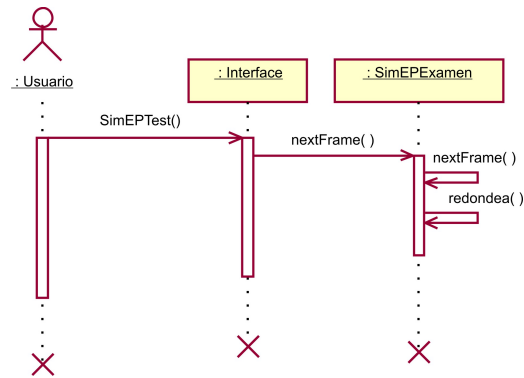 : Usuario
: Interface
: SimEPExamen
SimEPTest()
nextFrame( )
nextFrame( )
redondea( )